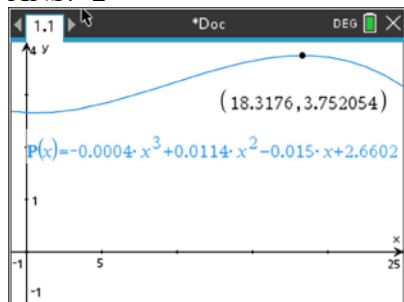 1.1 *Doc DEG
4 y
(18.3176,3.752054)
P(x)=-0.0004·x³+0.0114·x²-0.015·x+2.6602
1
x
-1 5 25
-1